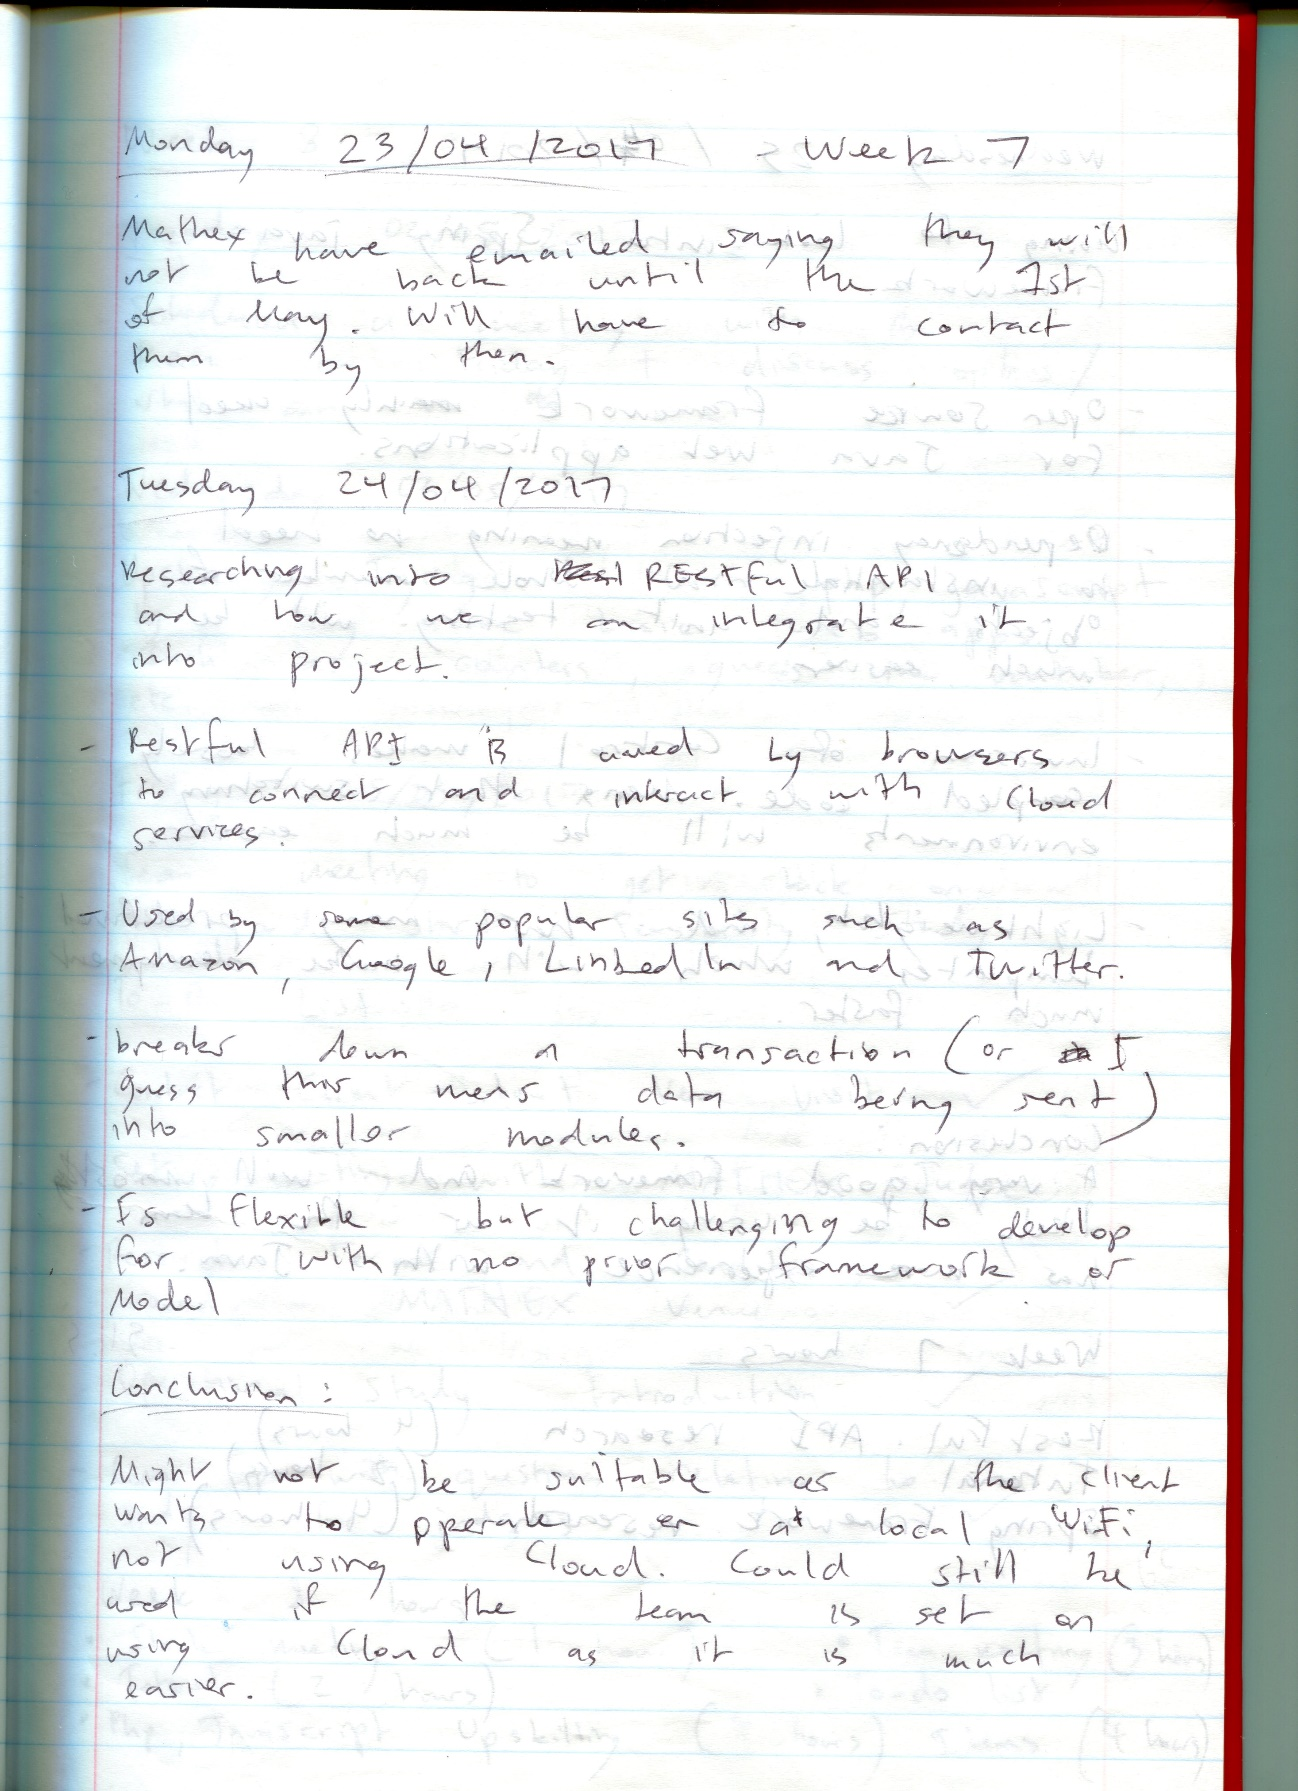 Monday 23/04/2017 - Week 7
Mathex have emailed saying they will
not be back until the 1st
of May. Will have to contact
them by then.
Tuesday 24/04/2017
Researching into RESTful API
and how we can integrate it
into project.
- Restful API is used by browsers
to connect and interact with Cloud
services.
- Used by some popular sites such as
Amazon, Google, LinkedIn and Twitter.
- breaks down a transaction (or I
guess this means data being sent)
into smaller modules.
- Is flexible but challenging to develop
for with no prior framework or
Model
Conclusion:
Might not be suitable as the client
wants to operate on a local WiFi,
not using Cloud. Could still be
used if the team is set on
using Cloud as it is much
easier.